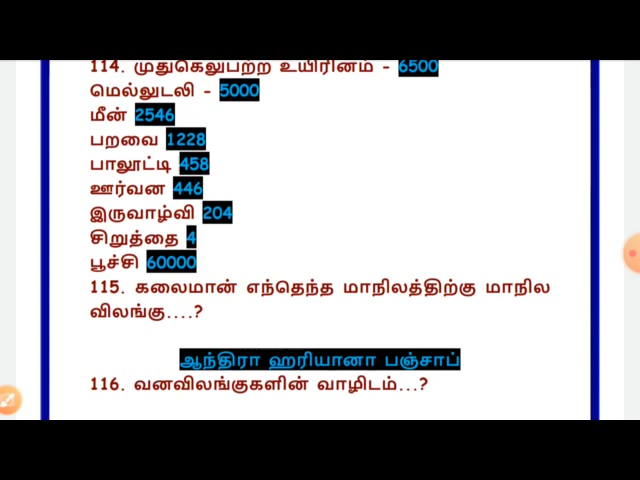 114. முதுகெலுபற்ற உயிரினம் - 6500
மெல்லுடலி - 5000
மீன் 2546
பறவை 1228
பாலூட்டி 458
ஊர்வன 446
இருவாழ்வி 204
சிறுத்தை 4
பூச்சி 60000
115. கலைமான் எந்தெந்த மாநிலத்திற்கு மாநில
விலங்கு....?
ஆந்திரா ஹரியானா பஞ்சாப்
116. வனவிலங்குகளின் வாழிடம்...?